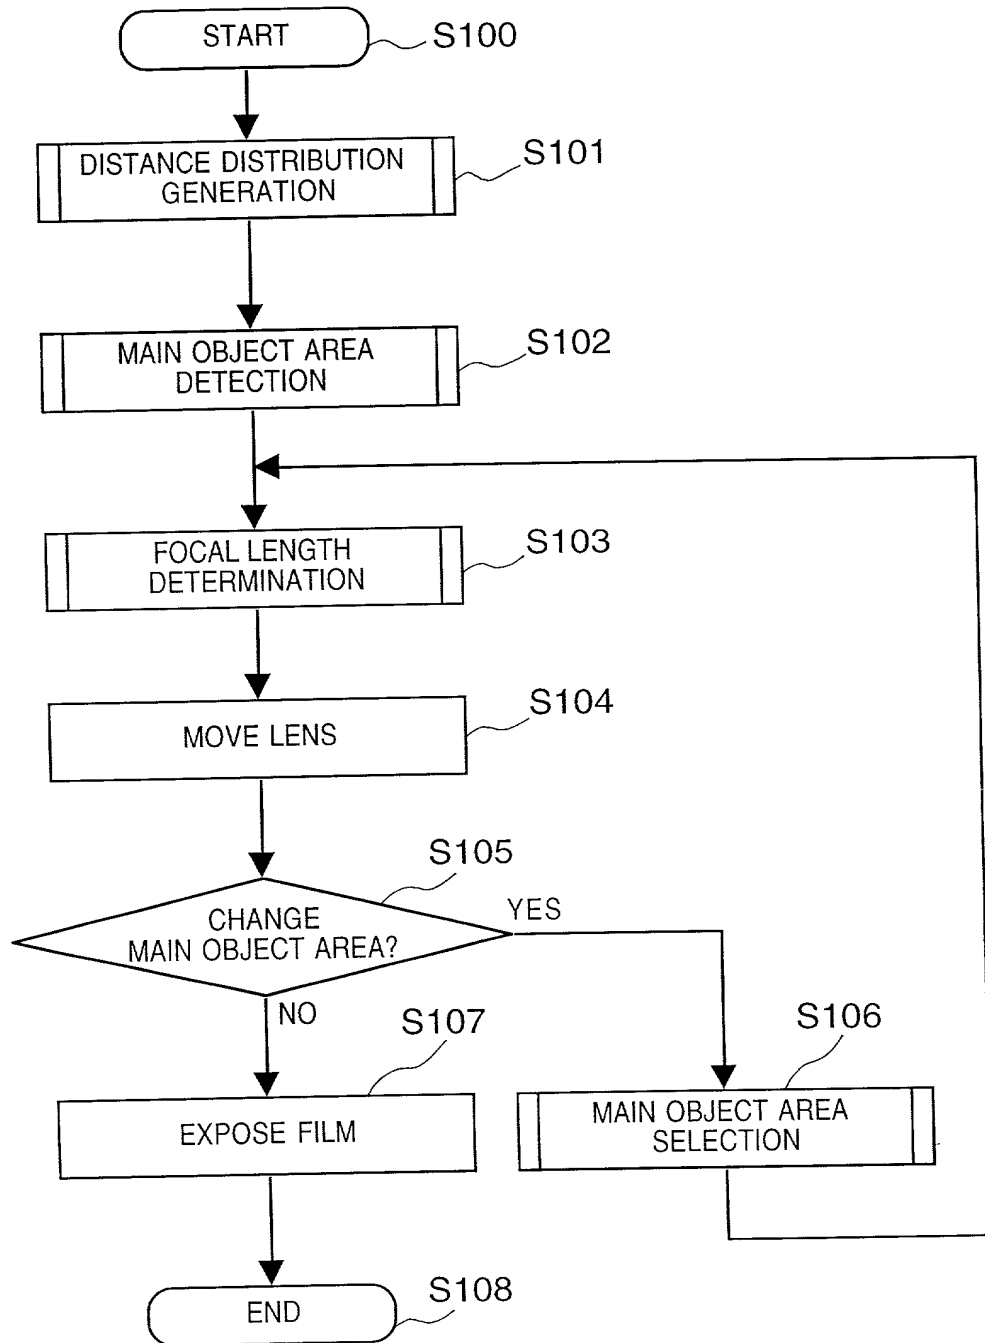 START
S100
DISTANCE DISTRIBUTION
GENERATION
S101
MAIN OBJECT AREA
DETECTION
S102
FOCAL LENGTH
DETERMINATION
S103
MOVE LENS
S104
S105
CHANGE
MAIN OBJECT AREA?
YES
NO
S107
EXPOSE FILM
S106
MAIN OBJECT AREA
SELECTION
END
S108